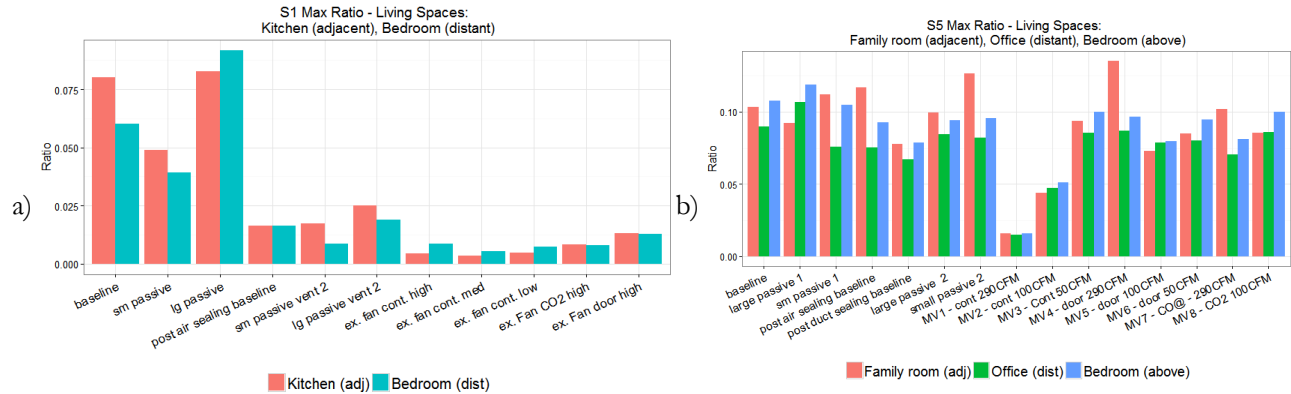 a)
S1 Max Ratio - Living Spaces:
Kitchen (adjacent), Bedroom (distant)
Ratio
0.075
0.050
0.025
0.000
baseline
sm passive
lg passive
post air sealing baseline
sm passive vent 2
lg passive vent 2
ex. fan cont. high
ex. fan cont. med
ex. fan cont. low
ex. Fan CO2 high
ex. Fan door high
Kitchen (adj) Bedroom (dist)
b)
S5 Max Ratio - Living Spaces:
Family room (adjacent), Office (distant), Bedroom (above)
Ratio
0.10
0.05
0.00
baseline
large passive 1
sm passive 1
post air sealing baseline
post duct sealing baseline
large passive 2
small passive 2
MV1 - cont 290CFM
MV2 - cont 100CFM
MV3 - Cont 50CFM
MV4 - door 290CFM
MV5 - door 100CFM
MV6 - door 50CFM
MV7 - CO@ - 290CFM
MV8 - CO2 100CFM
Family room (adj) Office (dist) Bedroom (above)